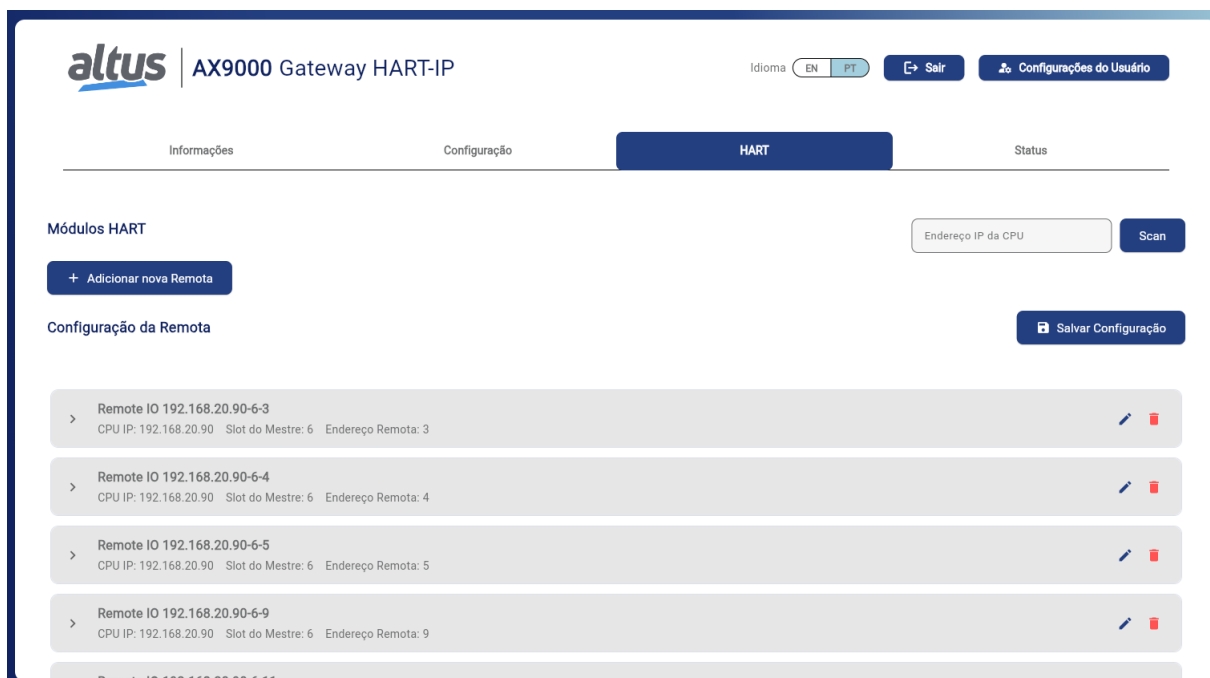 altus AX9000 Gateway HART-IP
Idioma EN PT Sair Configurações do Usuário
Informações Configuração HART Status
Módulos HART
Endereço IP da CPU Scan
+ Adicionar nova Remota
Configuração da Remota Salvar Configuração
Remote IO 192.168.20.90-6-3
CPU IP: 192.168.20.90 Slot do Mestre: 6 Endereço Remota: 3
Remote IO 192.168.20.90-6-4
CPU IP: 192.168.20.90 Slot do Mestre: 6 Endereço Remota: 4
Remote IO 192.168.20.90-6-5
CPU IP: 192.168.20.90 Slot do Mestre: 6 Endereço Remota: 5
Remote IO 192.168.20.90-6-9
CPU IP: 192.168.20.90 Slot do Mestre: 6 Endereço Remota: 9